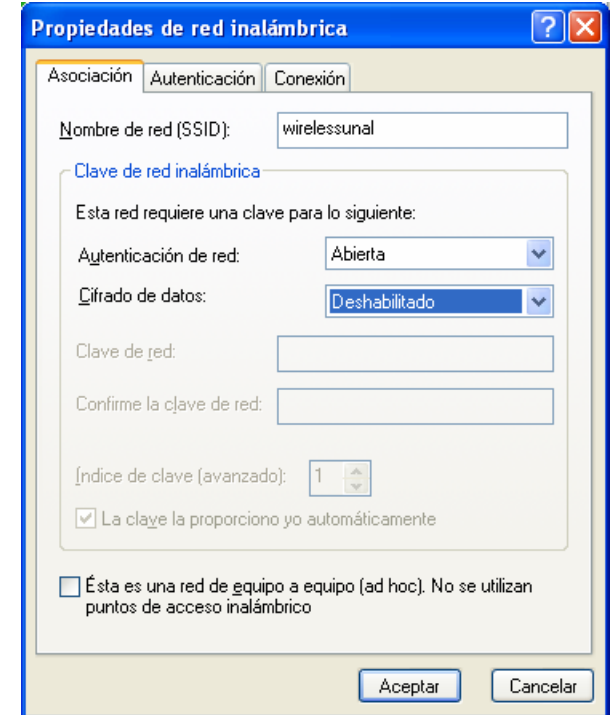 Propiedades de red inalámbrica
Asociación Autenticación Conexión
Nombre de red (SSID): wirelessunal
Clave de red inalámbrica
Esta red requiere una clave para lo siguiente:
Autenticación de red: Abierta
Cifrado de datos: Deshabilitado
Clave de red:
Confirme la clave de red:
Índice de clave (avanzado): 1
La clave la proporciono yo automáticamente
Ésta es una red de equipo a equipo (ad hoc). No se utilizan
puntos de acceso inalámbrico
Aceptar Cancelar